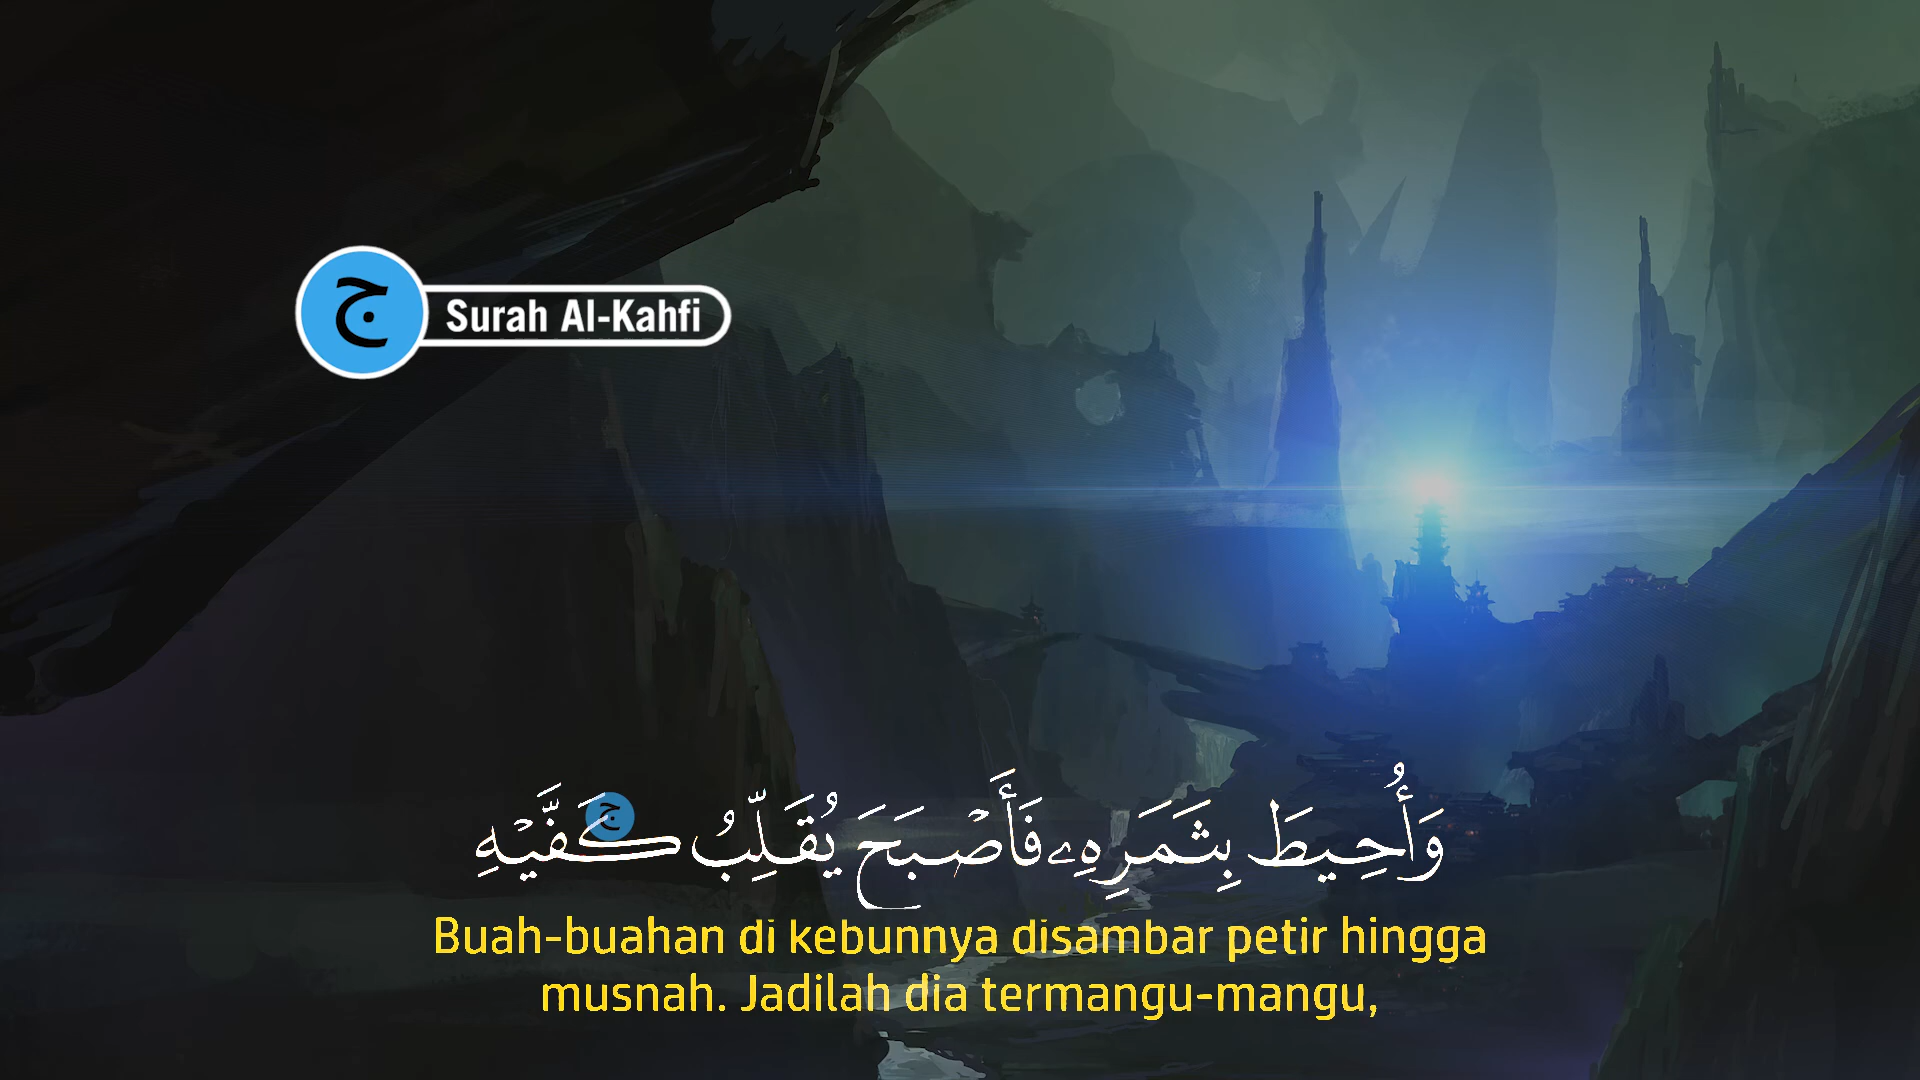 ج
Surah Al-Kahfi
وَأُحِيطَ بِثَمَرِهِۦ فَأَصْبَحَ يُقَلِّبُ كَفَّيْهِ
ج
Buah-buahan di kebunnya disambar petir hingga
musnah. Jadilah dia termangu-mangu,